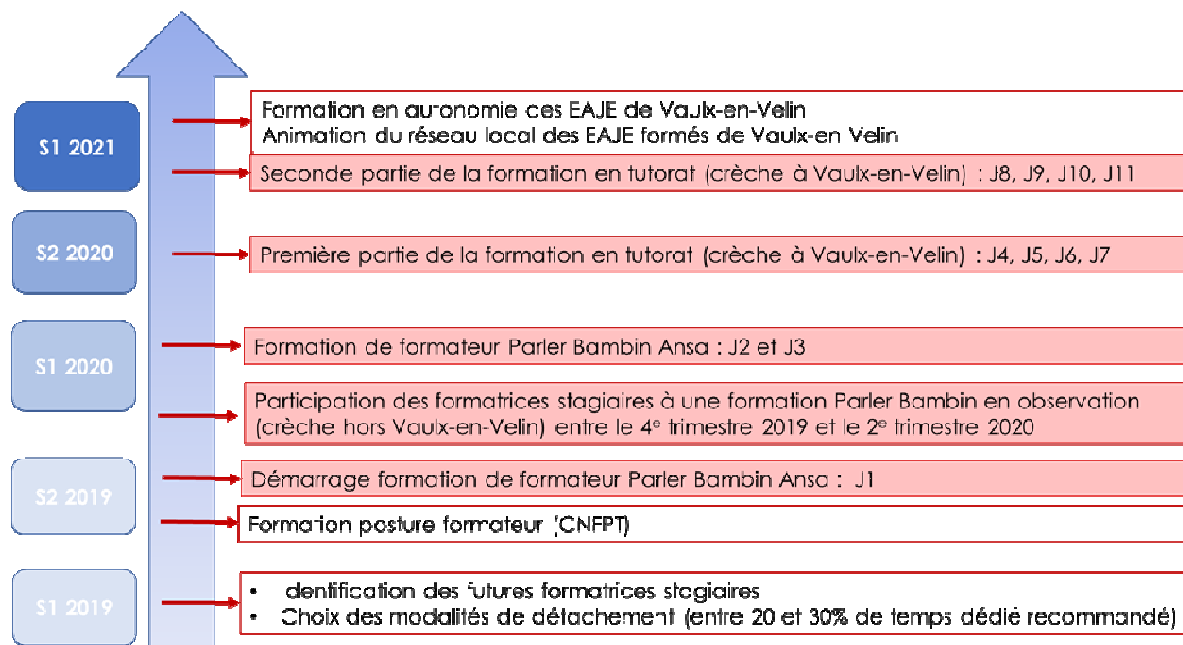 S1 2021
Formation en autonomie des EAJE de Vaulx-en-Velin
Animation du réseau local des EAJE formés de Vaulx-en Velin
Seconde partie de la formation en tutorat (crèche à Vaulx-en-Velin) : J8, J9, J10, J11
S2 2020
Première partie de la formation en tutorat (crèche à Vaulx-en-Velin) : J4, J5, J6, J7
S1 2020
Formation de formateur Parler Bambin Ansa : J2 et J3
Participation des formatrices stagiaires à une formation Parler Bambin en observation
(crèche hors Vaulx-en-Velin) entre le 4e trimestre 2019 et le 2e trimestre 2020
S2 2019
Démarrage formation de formateur Parler Bambin Ansa : J1
Formation posture formateur (CNFPT)
S1 2019
• Identification des futures formatrices stagiaires
• Choix des modalités de détachement (entre 20 et 30% de temps dédié recommandé)